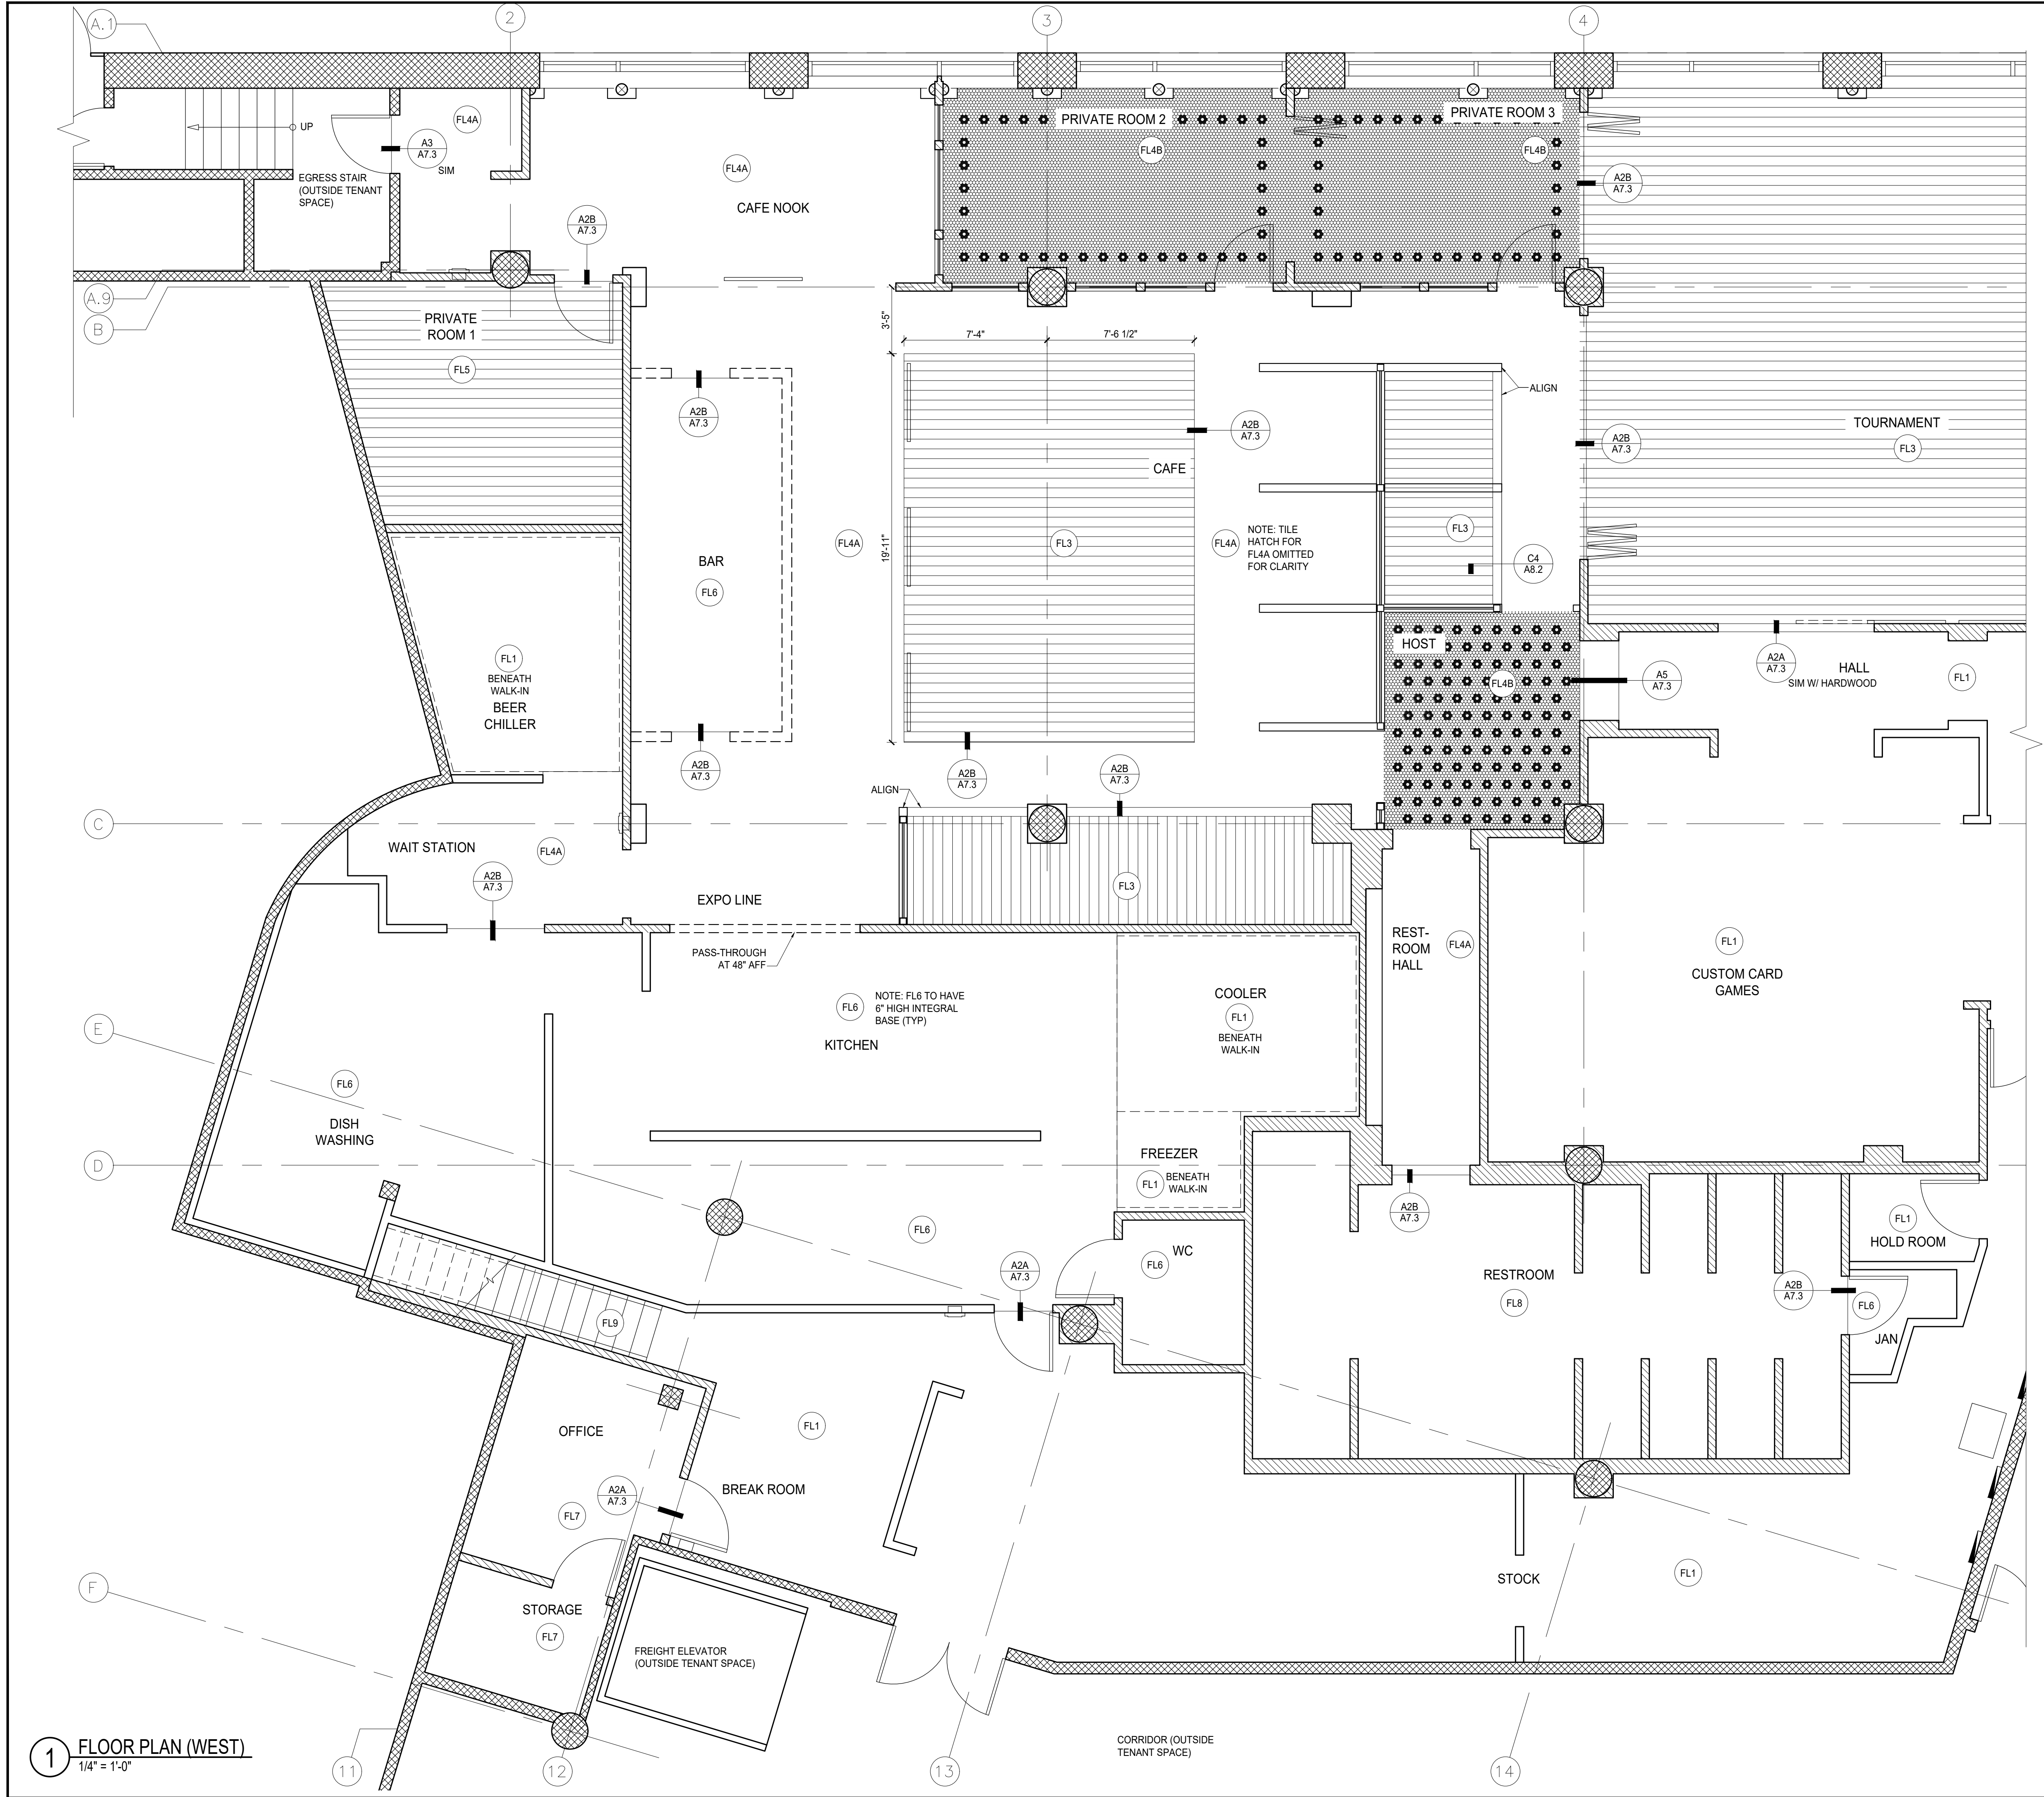 A.1
2
3
4
UP
FL4A
A3
A7.3
SIM
EGRESS STAIR
(OUTSIDE TENANT
SPACE)
FL4A
CAFE NOOK
A2B
A7.3
PRIVATE ROOM 2
FL4B
PRIVATE ROOM 3
FL4B
A2B
A7.3
A.9
B
PRIVATE
ROOM 1
FL5
3'-5"
7'-4"
7'-6 1/2"
A2B
A7.3
ALIGN
A2B
A7.3
A2B
A7.3
TOURNAMENT
FL3
CAFE
BAR
FL6
FL4A
19'-11"
FL3
FL4A
NOTE: TILE
HATCH FOR
FL4A OMITTED
FOR CLARITY
FL3
C4
A8.2
FL1
BENEATH
WALK-IN
BEER
CHILLER
HOST
FL4B
A5
A7.3
A2A
A7.3
HALL
SIM W/ HARDWOOD
FL1
A2B
A7.3
A2B
A7.3
A2B
A7.3
ALIGN
C
WAIT STATION
FL4A
A2B
A7.3
EXPO LINE
FL3
PASS-THROUGH
AT 48" AFF
REST-
ROOM
HALL
FL4A
FL1
CUSTOM CARD
GAMES
FL6
NOTE: FL6 TO HAVE
6" HIGH INTEGRAL
BASE (TYP)
KITCHEN
COOLER
FL1
BENEATH
WALK-IN
E
FL6
DISH
WASHING
D
FREEZER
FL1
BENEATH
WALK-IN
A2B
A7.3
FL6
WC
FL6
A2A
A7.3
FL1
HOLD ROOM
RESTROOM
FL8
A2B
A7.3
FL6
JAN
FL9
OFFICE
FL1
BREAK ROOM
A2A
A7.3
FL7
STOCK
FL1
F
STORAGE
FL7
FREIGHT ELEVATOR
(OUTSIDE TENANT SPACE)
CORRIDOR (OUTSIDE
TENANT SPACE)
1
FLOOR PLAN (WEST)
1/4" = 1'-0"
11
12
13
14